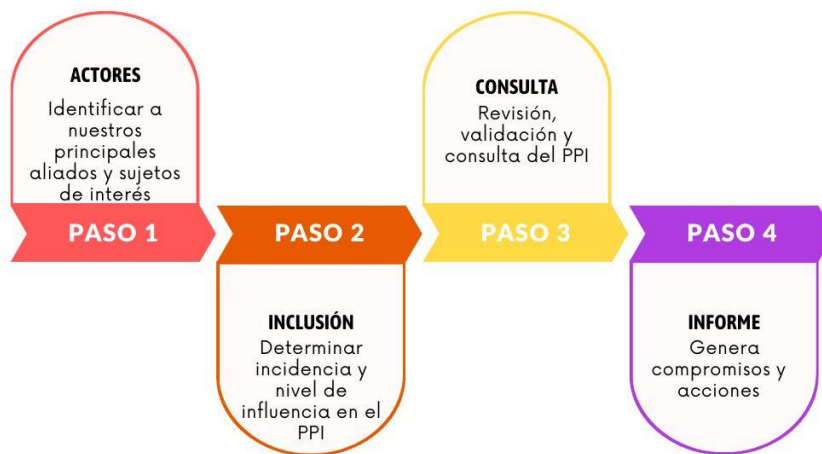 ACTORES
Identificar a
nuestros
principales
aliados y sujetos
de interés
PASO 1
PASO 2
INCLUSIÓN
Determinar
incidencia y
nivel de
influencia en el
PPI
CONSULTA
Revisión,
validación y
consulta del PPI
PASO 3
PASO 4
INFORME
Genera
compromisos y
acciones